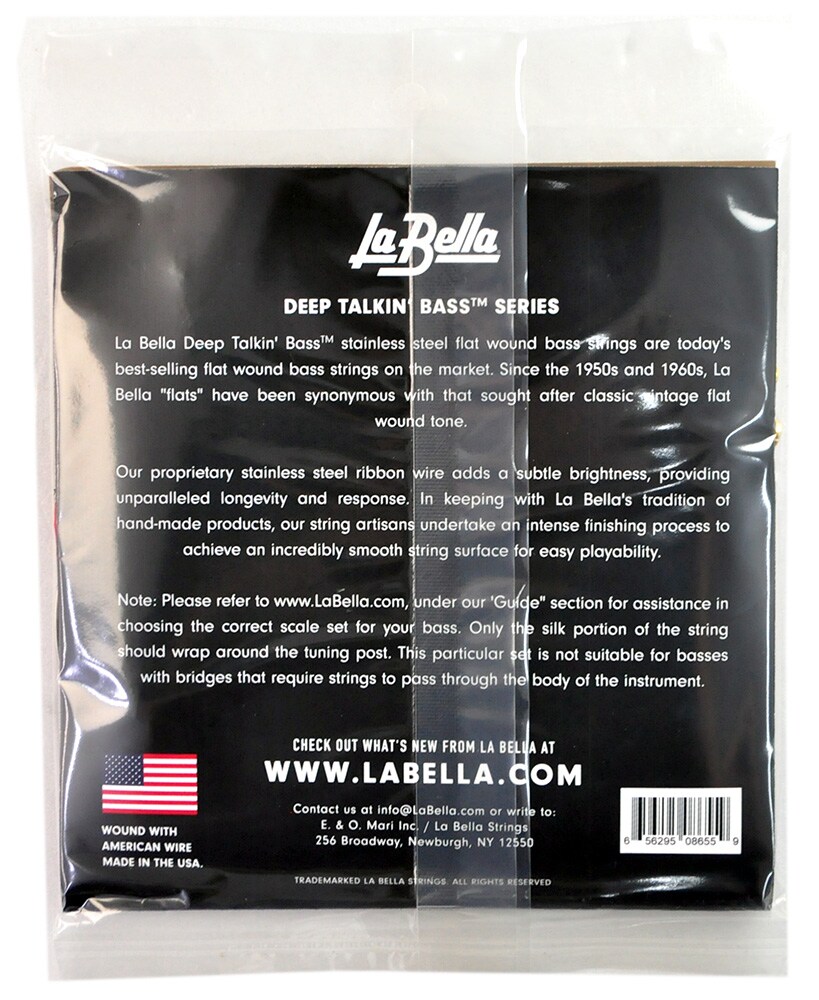 La Bella
DEEP TALKIN' BASS™ SERIES
La Bella Deep Talkin' Bass™ stainless steel flat wound bass strings are today's
best-selling flat wound bass strings on the market. Since the 1950s and 1960s, La
Bella "flats" have been synonymous with that sought after classic vintage flat
wound tone.
Our proprietary stainless steel ribbon wire adds a subtle brightness, providing
unparalleled longevity and response. In keeping with La Bella's tradition of
hand-made products, our string artisans undertake an intense finishing process to
achieve an incredibly smooth string surface for easy playability.
Note: Please refer to www.LaBella.com, under our 'Guide" section for assistance in
choosing the correct scale set for your bass. Only the silk portion of the string
should wrap around the tuning post. This particular set is not suitable for basses
with bridges that require strings to pass through the body of the instrument.
CHECK OUT WHAT'S NEW FROM LA BELLA AT
WWW.LABELLA.COM
Contact us at info@LaBella.com or write to:
E. & O. Mari Inc. / La Bella Strings
256 Broadway, Newburgh, NY 12550
WOUND WITH
AMERICAN WIRE
MADE IN THE USA.
6 56295 08655 9
TRADEMARKED LA BELLA STRINGS. ALL RIGHTS RESERVED